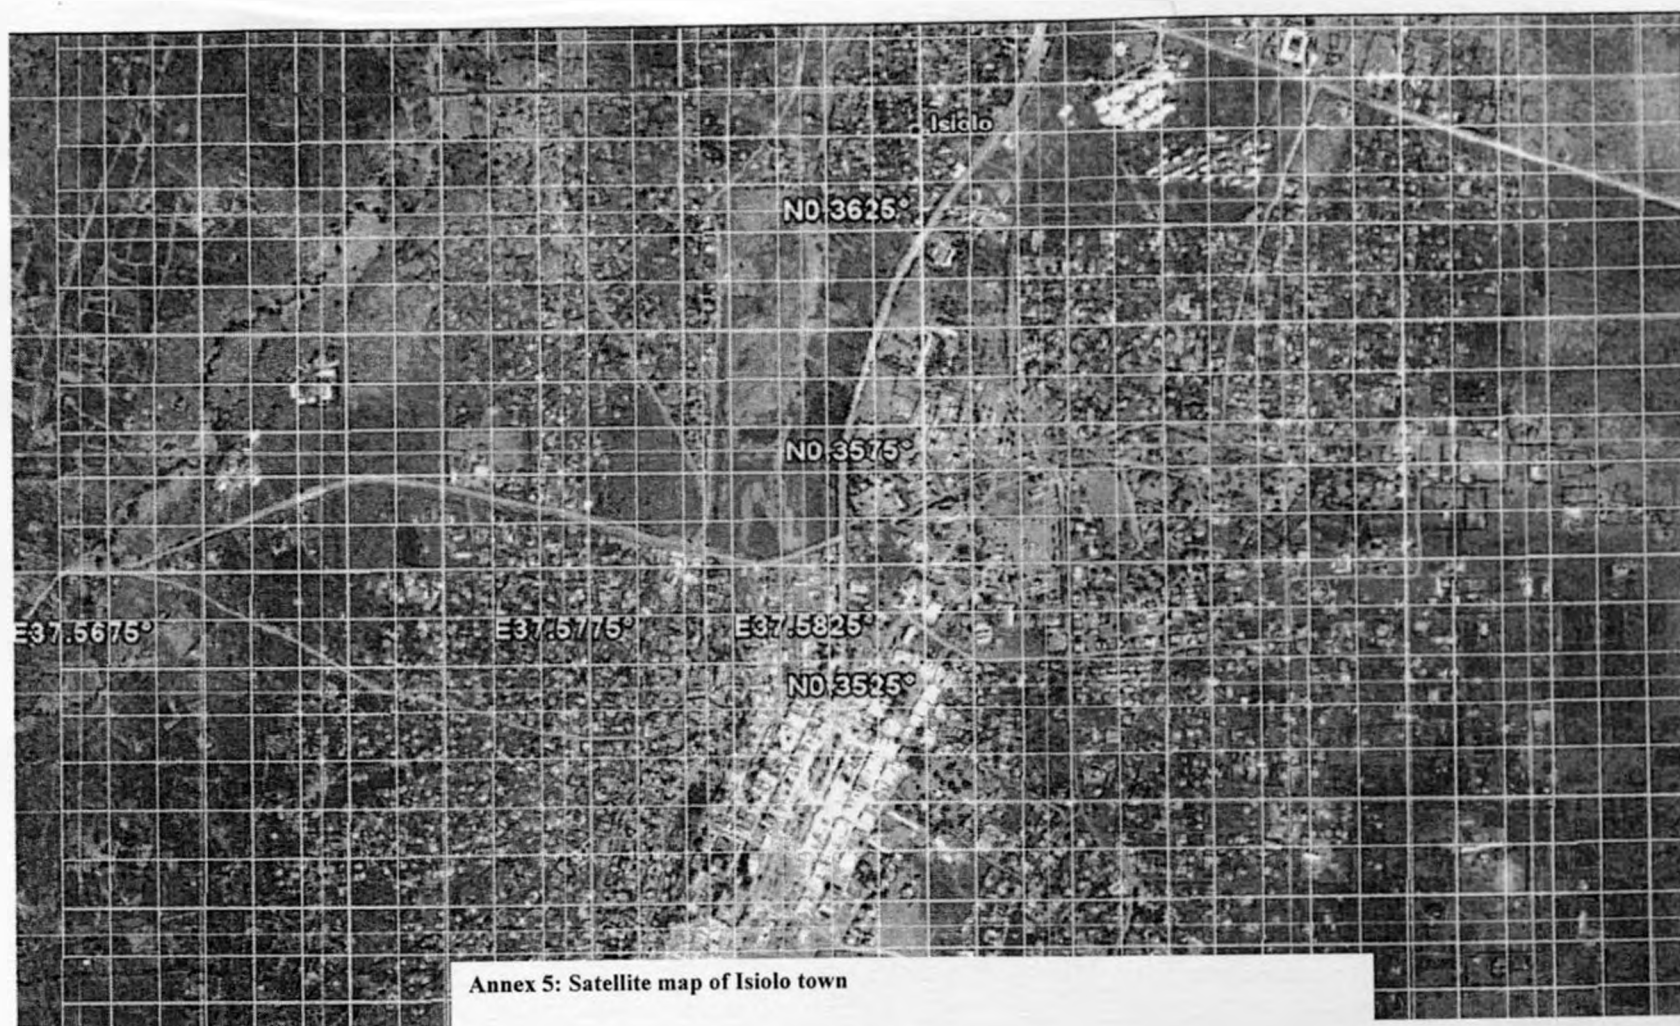 Isiolo
N0.3625°
N0.3575°
E37.5675°
E37.5775°
E37.5825°
N0.3525°
Annex 5: Satellite map of Isiolo town